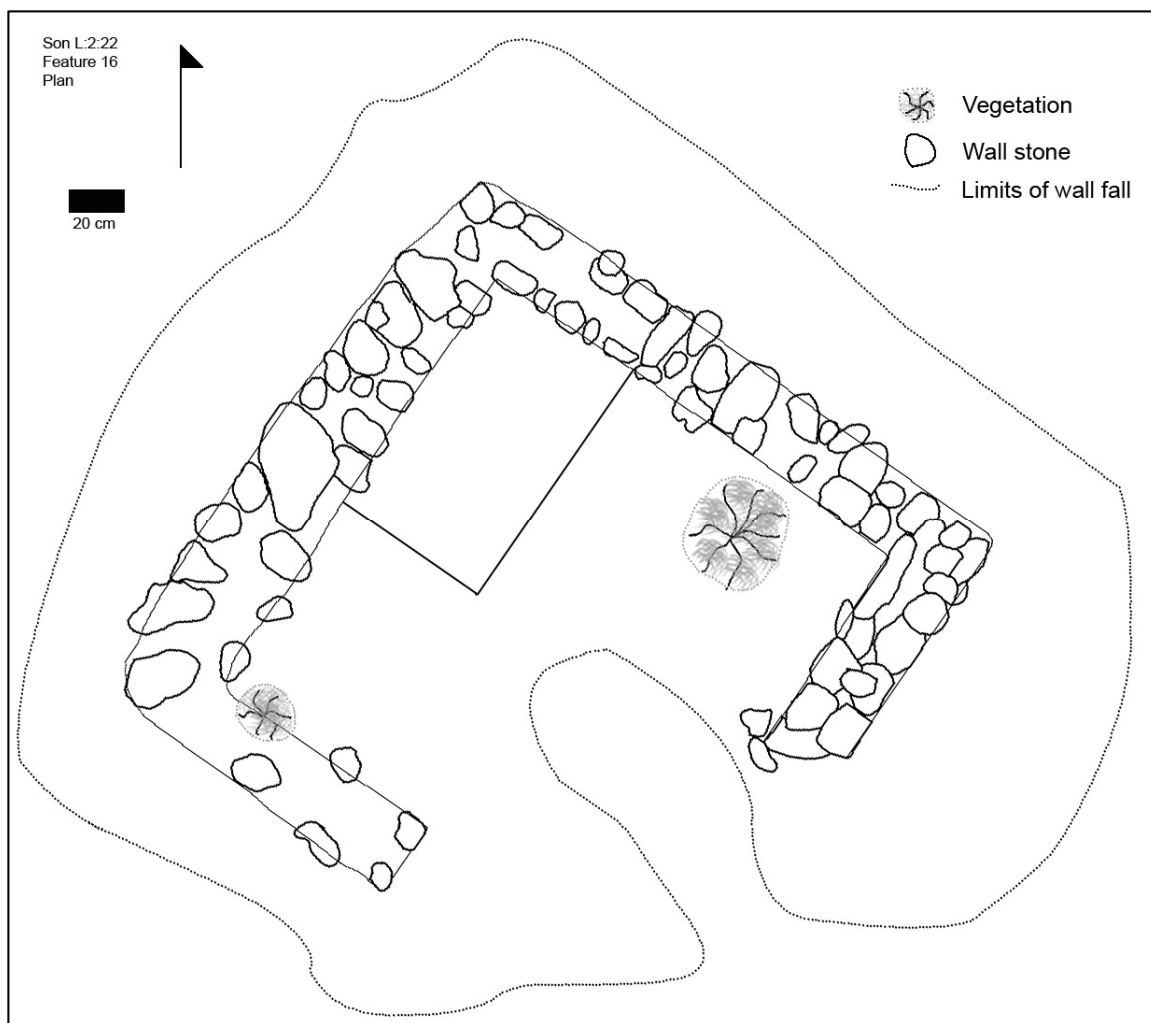 Son L:2:22
Feature 16
Plan
20 cm
Vegetation
Wall stone
Limits of wall fall